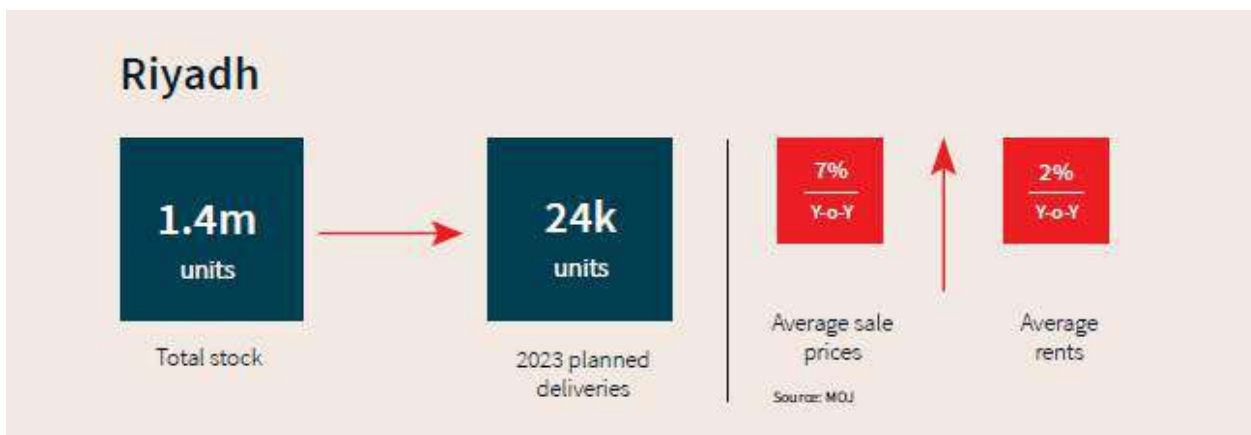 Riyadh
1.4m
units
Total stock
24k
units
2023 planned
deliveries
7%
Y-o-Y
Average sale
prices
2%
Y-o-Y
Average
rents
Source: MOJ